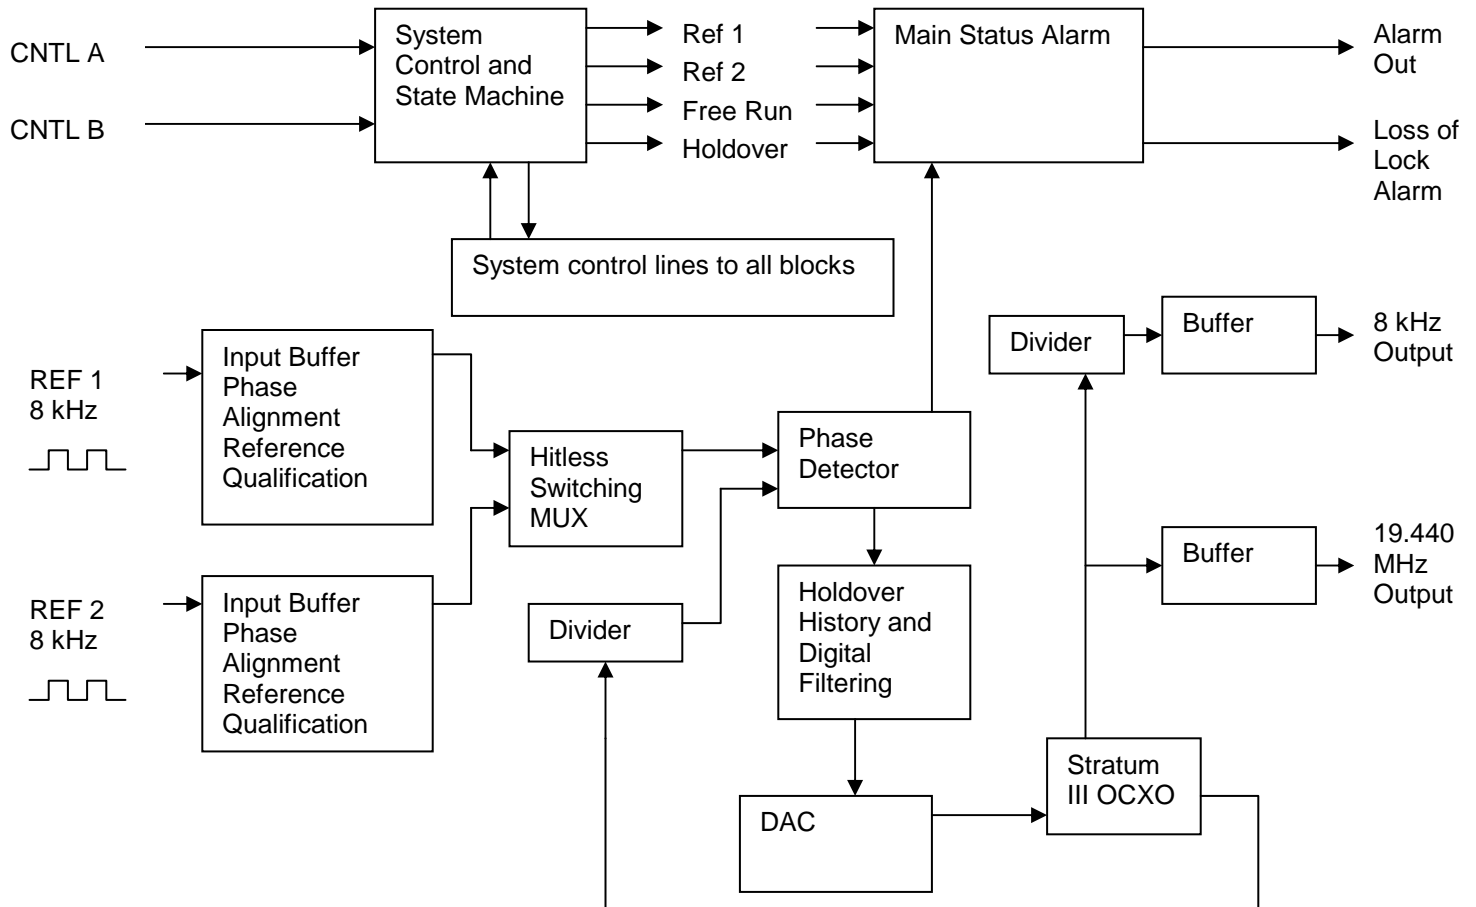 CNTL A
CNTL B
System
Control and
State Machine
Ref 1
Ref 2
Free Run
Holdover
Main Status Alarm
Alarm
Out
Loss of
Lock
Alarm
System control lines to all blocks
REF 1
8 kHz
Input Buffer
Phase
Alignment
Reference
Qualification
REF 2
8 kHz
Input Buffer
Phase
Alignment
Reference
Qualification
Hitless
Switching
MUX
Divider
Phase
Detector
Holdover
History and
Digital
Filtering
DAC
Stratum
III OCXO
Divider
Buffer
8 kHz
Output
Buffer
19.440
MHz
Output